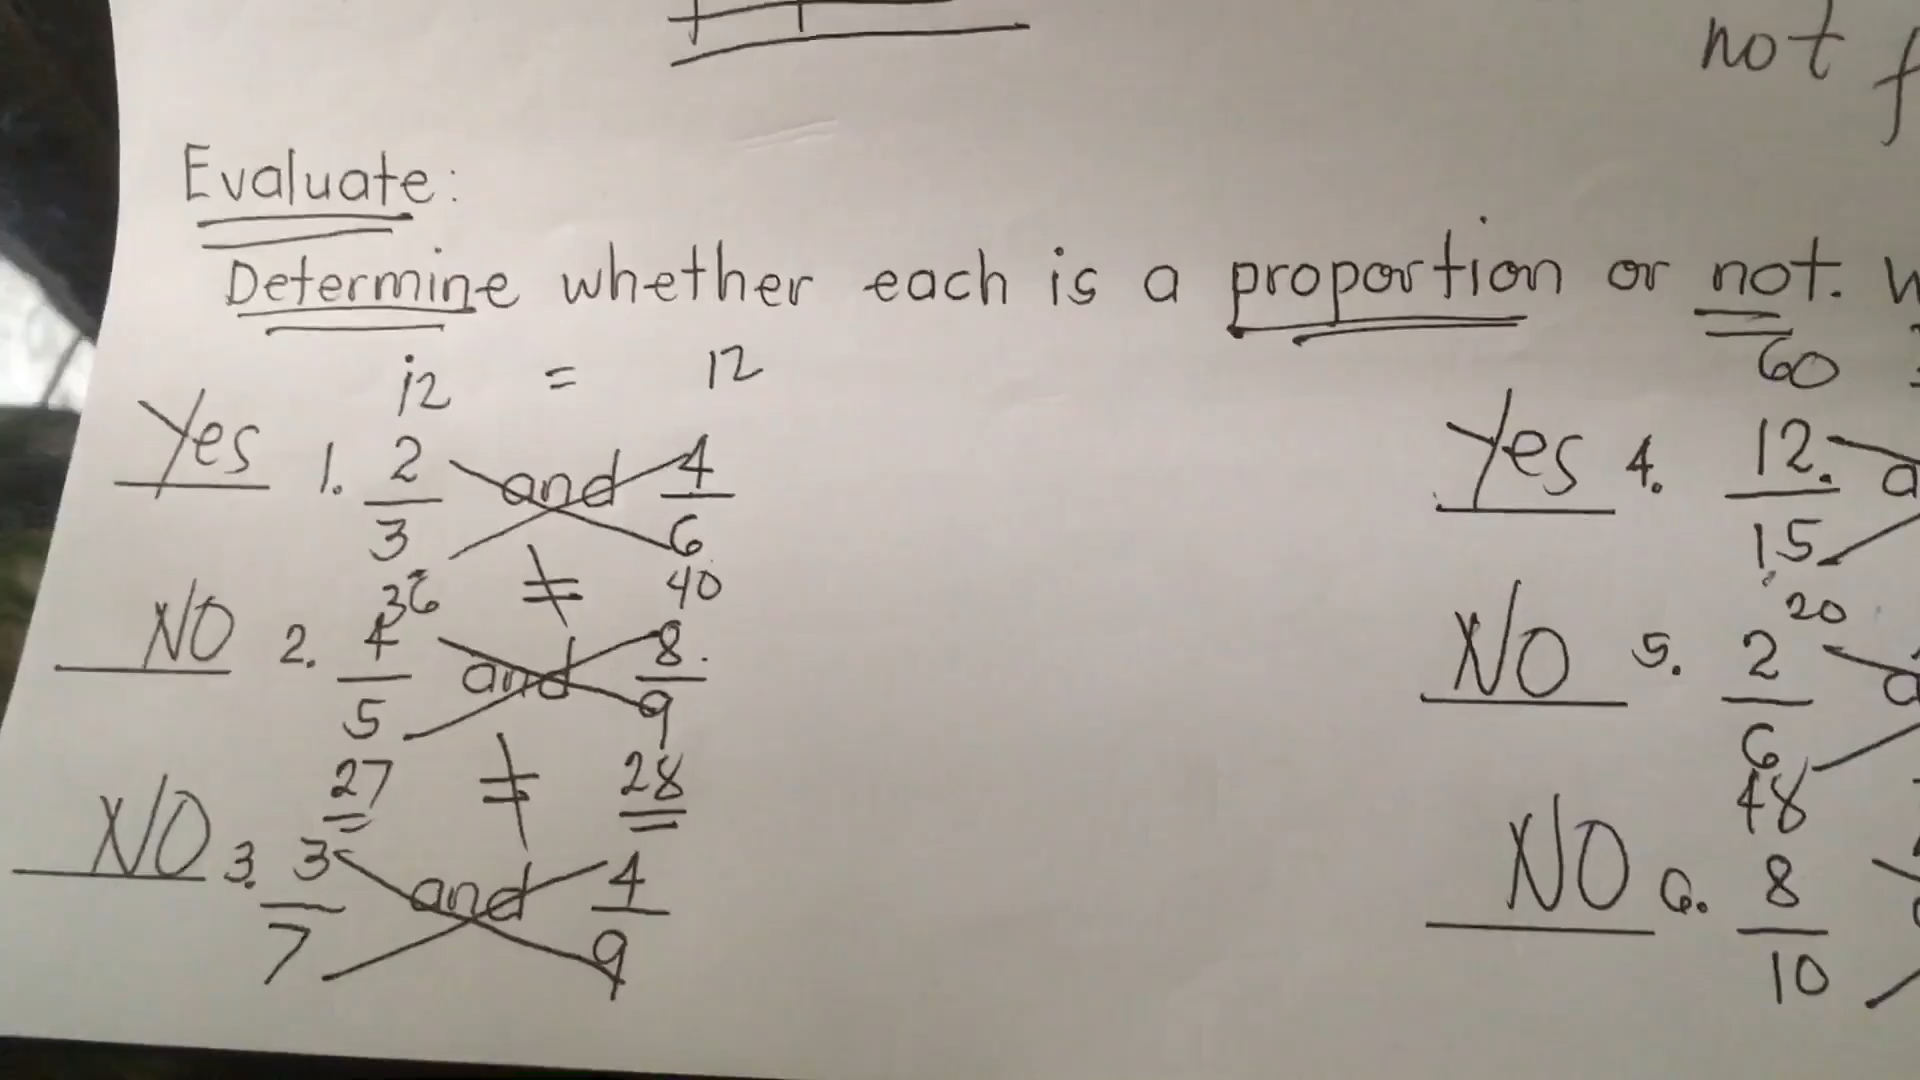 not f
Evaluate:
Determine whether each is a proportion or not. W
12 = 12
Yes 1. 2/3 and 4/6
36 ≠ 40
NO 2. 4/5 and 8/9
27 ≠ 28
NO 3. 3/7 and 4/9
60
Yes 4. 12/15
20
NO 5. 2/6
48
NO 6. 8/10